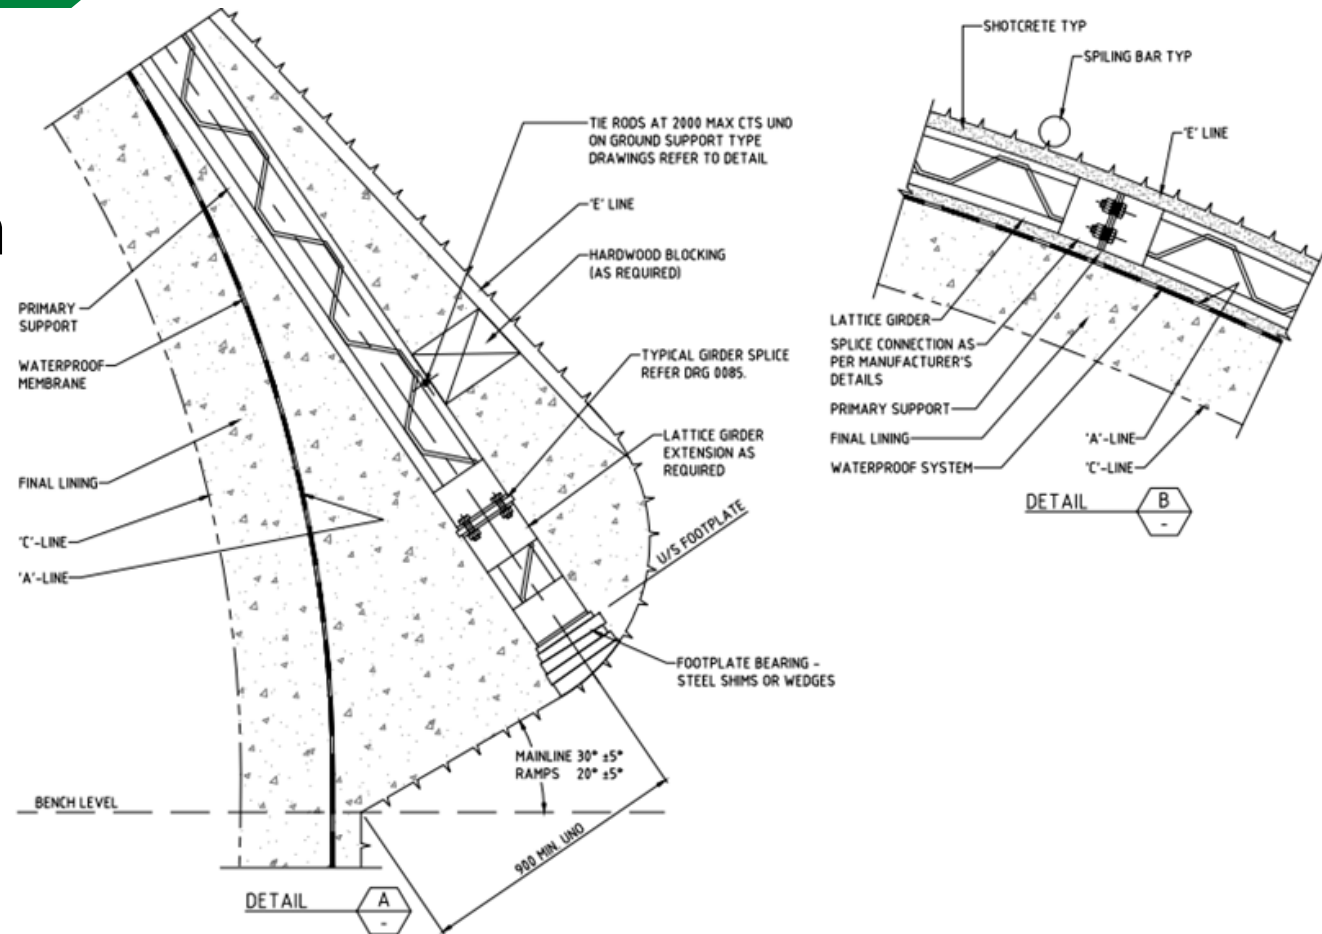 TIE RODS AT 2000 MAX CTS UNO
ON GROUND SUPPORT TYPE
DRAWINGS REFER TO DETAIL
'E' LINE
HARDWOOD BLOCKING
(AS REQUIRED)
TYPICAL GIRDER SPLICE
REFER DRG 0085.
LATTICE GIRDER
EXTENSION AS
REQUIRED
U/S FOOTPLATE
FOOTPLATE BEARING -
STEEL SHIMS OR WEDGES
PRIMARY
SUPPORT
WATERPROOF
MEMBRANE
FINAL LINING
'C'-LINE
'A'-LINE
MAINLINE 30° ±5°
RAMPS 20° ±5°
BENCH LEVEL
900 MIN. UNO
DETAIL
A
-
SHOTCRETE TYP
SPILING BAR TYP
'E' LINE
LATTICE GIRDER
SPLICE CONNECTION AS
PER MANUFACTURER'S
DETAILS
PRIMARY SUPPORT
FINAL LINING
WATERPROOF SYSTEM
'A'-LINE
'C'-LINE
DETAIL
B
-